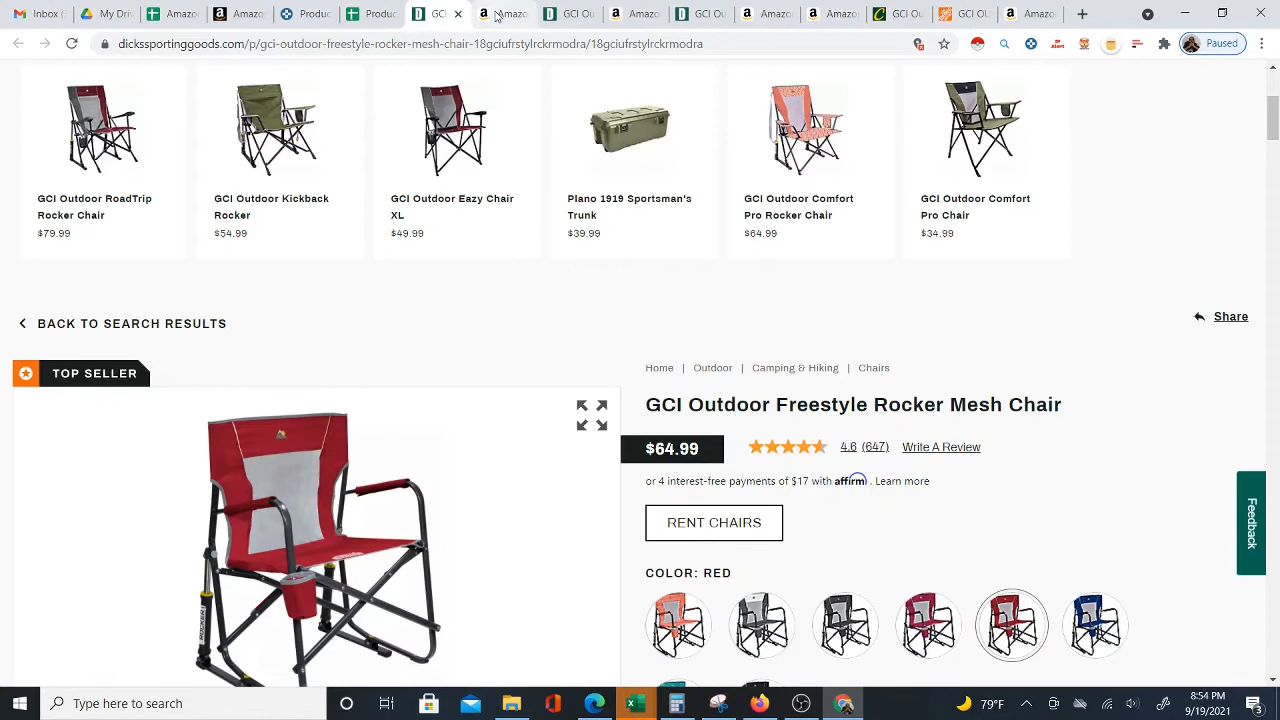 Inbox (
My Dri
Amazo
Amazo
Produc
Produc
GCI
Amazo
GCI Ou
Amazo
GCI Ou
Amazo
Amazo
GCI Ou
GCI Ou
Amazo
dickssportinggoods.com/p/gci-outdoor-freestyle-rocker-mesh-chair-18gciufrstylrckrmodra/18gciufrstylrckrmodra
Paused
GCI Outdoor RoadTrip
Rocker Chair
$79.99
GCI Outdoor Kickback
Rocker
$54.99
GCI Outdoor Eazy Chair
XL
$49.99
Plano 1919 Sportsman's
Trunk
$39.99
GCI Outdoor Comfort
Pro Rocker Chair
$64.99
GCI Outdoor Comfort
Pro Chair
$34.99
BACK TO SEARCH RESULTS
Share
TOP SELLER
Home | Outdoor | Camping & Hiking | Chairs
GCI Outdoor Freestyle Rocker Mesh Chair
$64.99
4.6 (647) Write A Review
or 4 interest-free payments of $17 with affirm . Learn more
RENT CHAIRS
COLOR: RED
Feedback
ROCKER
Type here to search
79°F
8:54 PM
9/19/2021
3